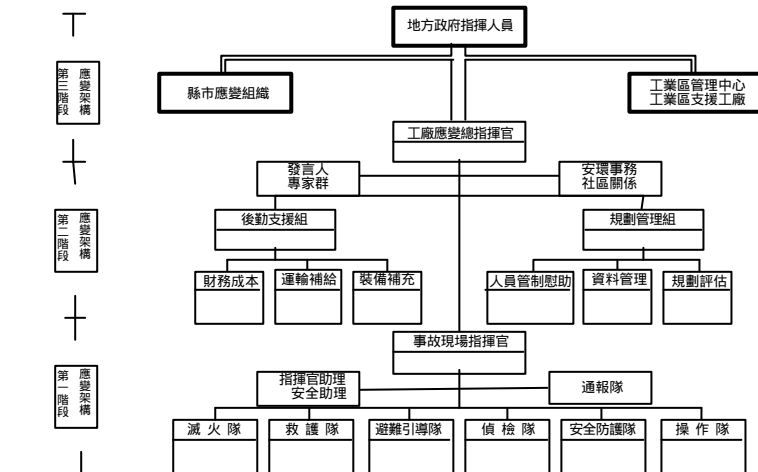 地方政府指揮人員
第三階段
應變架構
縣市應變組織
工業區管理中心
工業區支援工廠
工廠應變總指揮官
發言人
專家群
安環事務
社區關係
第二階段
應變架構
後勤支援組
規劃管理組
財務成本
運輸補給
裝備補充
人員管制慰助
資料管理
規劃評估
事故現場指揮官
第一階段
應變架構
指揮官助理
安全助理
通報隊
滅火隊
救護隊
避難引導隊
偵檢隊
安全防護隊
操作隊